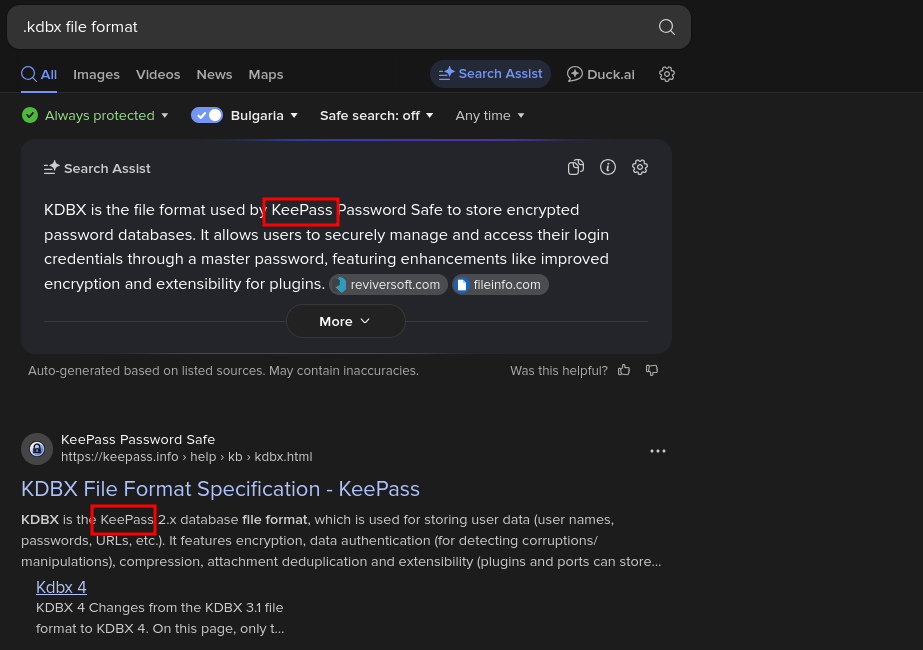 .kdbx file format
All Images Videos News Maps Search Assist Duck.ai
Always protected Bulgaria Safe search: off Any time
Search Assist
KDBX is the file format used by KeePass Password Safe to store encrypted
password databases. It allows users to securely manage and access their login
credentials through a master password, featuring enhancements like improved
encryption and extensibility for plugins. reviversoft.com fileinfo.com
More
Auto-generated based on listed sources. May contain inaccuracies. Was this helpful?
KeePass Password Safe
https://keepass.info › help › kb › kdbx.html
KDBX File Format Specification - KeePass
KDBX is the KeePass 2.x database file format, which is used for storing user data (user names,
passwords, URLs, etc.). It features encryption, data authentication (for detecting corruptions/
manipulations), compression, attachment deduplication and extensibility (plugins and ports can store...
Kdbx 4
KDBX 4 Changes from the KDBX 3.1 file
format to KDBX 4. On this page, only t...